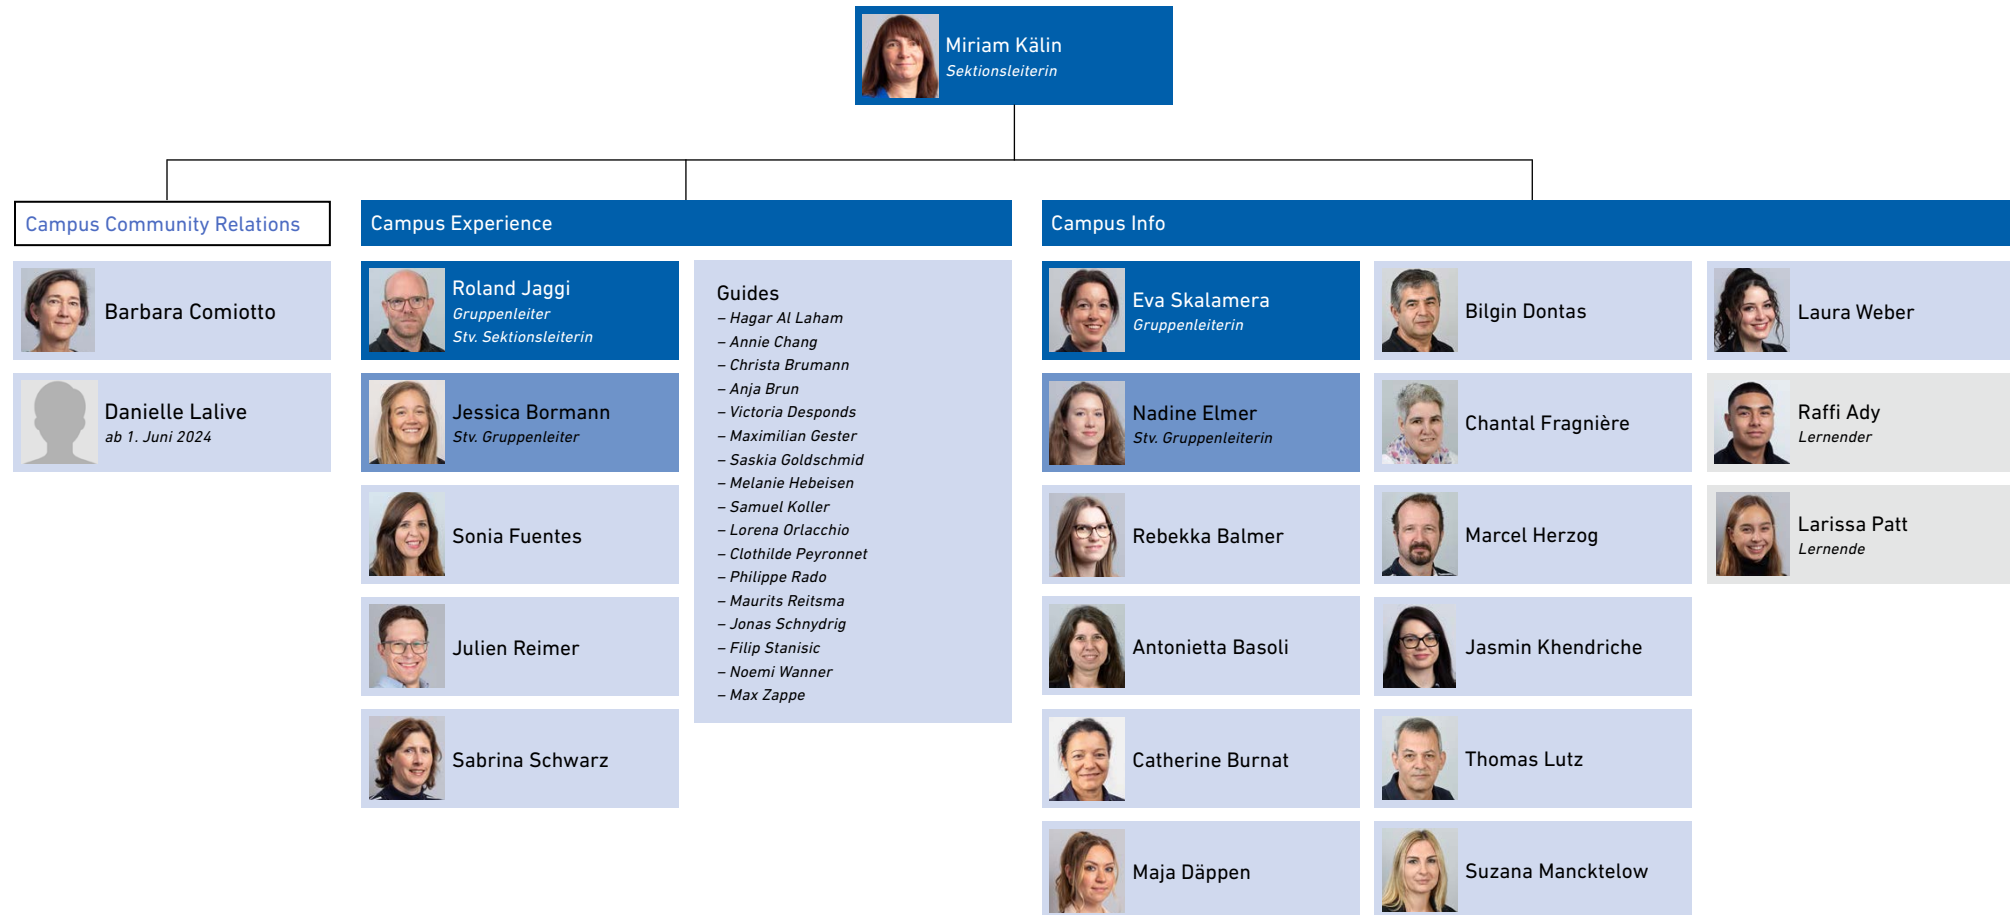 Miriam Kälin
Sektionsleiterin
Campus Community Relations
Barbara Comiotto
Danielle Lalive
ab 1. Juni 2024
Campus Experience
Roland Jaggi
Gruppenleiter
Stv. Sektionsleiterin
Jessica Bormann
Stv. Gruppenleiter
Sonia Fuentes
Julien Reimer
Sabrina Schwarz
Guides
– Hagar Al Laham
– Annie Chang
– Christa Brumann
– Anja Brun
– Victoria Desponds
– Maximilian Gester
– Saskia Goldschmid
– Melanie Hebeisen
– Samuel Koller
– Lorena Orlacchio
– Clothilde Peyronnet
– Philippe Rado
– Maurits Reitsma
– Jonas Schnydrig
– Filip Stanisic
– Noemi Wanner
– Max Zappe
Campus Info
Eva Skalamera
Gruppenleiterin
Nadine Elmer
Stv. Gruppenleiterin
Rebekka Balmer
Antonietta Basoli
Catherine Burnat
Maja Däppen
Bilgin Dontas
Chantal Fragnière
Marcel Herzog
Jasmin Khendriche
Thomas Lutz
Suzana Mancktelow
Laura Weber
Raffi Ady
Lernender
Larissa Patt
Lernende